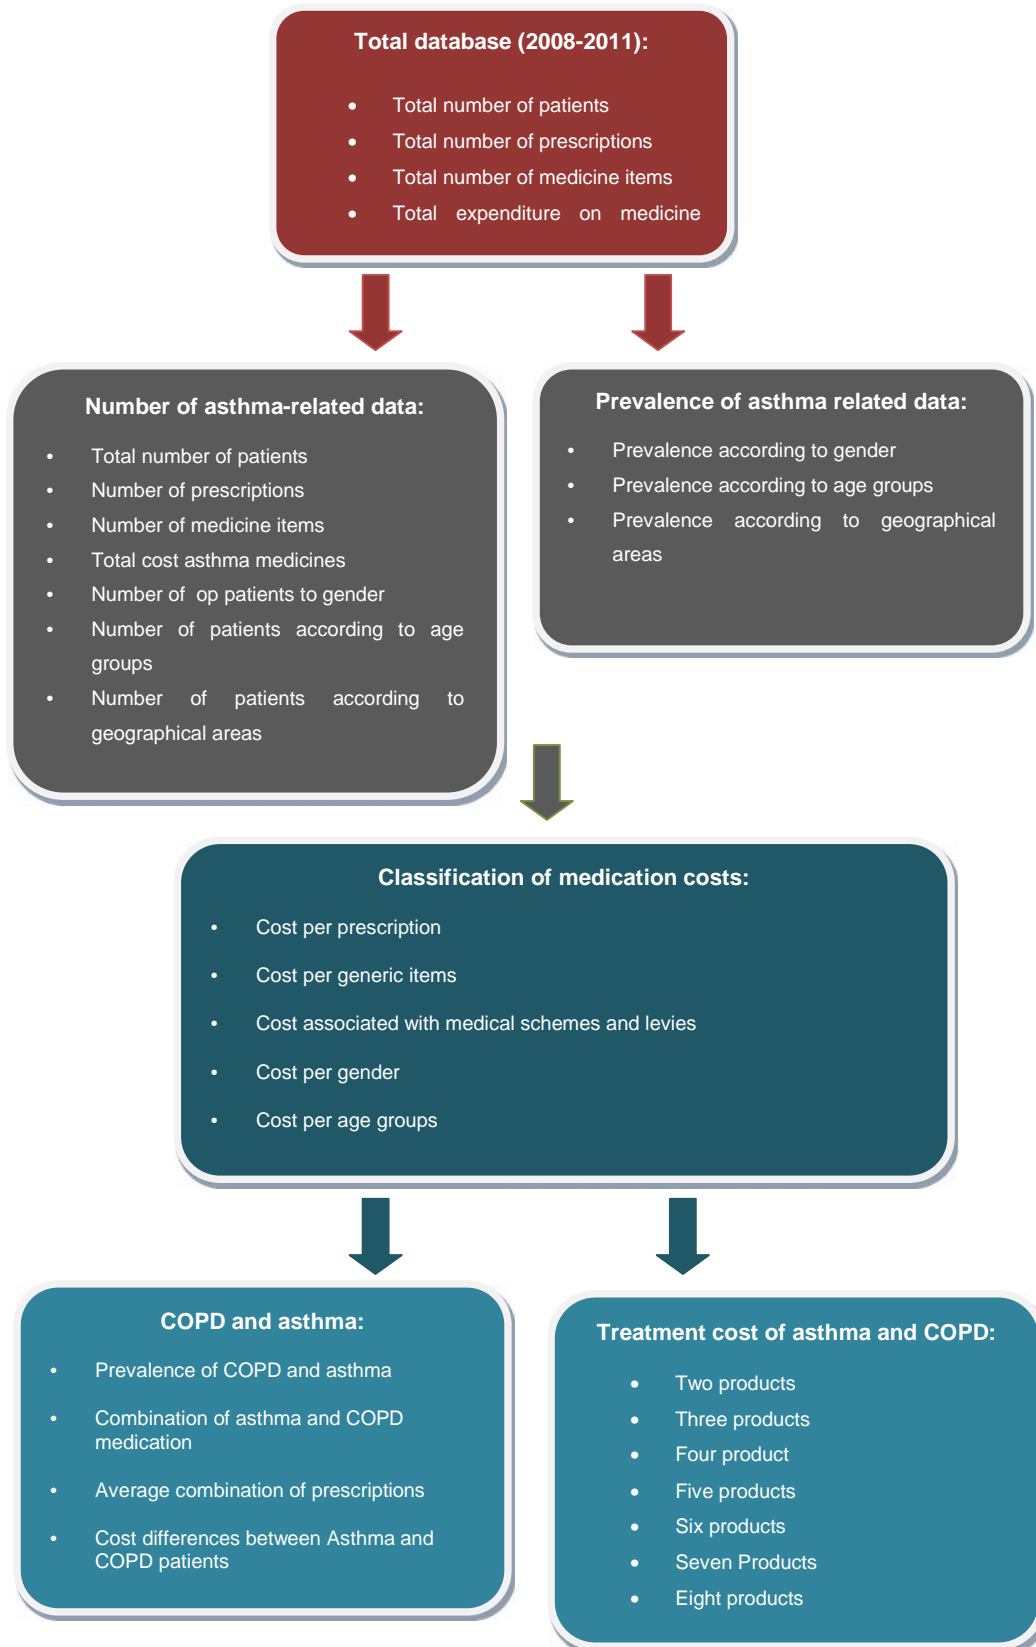 Total database (2008-2011):
• Total number of patients
• Total number of prescriptions
• Total number of medicine items
• Total expenditure on medicine
Number of asthma-related data:
• Total number of patients
• Number of prescriptions
• Number of medicine items
• Total cost asthma medicines
• Number of op patients to gender
• Number of patients according to age
groups
• Number of patients according to
geographical areas
Prevalence of asthma related data:
• Prevalence according to gender
• Prevalence according to age groups
• Prevalence according to geographical
areas
Classification of medication costs:
• Cost per prescription
• Cost per generic items
• Cost associated with medical schemes and levies
• Cost per gender
• Cost per age groups
COPD and asthma:
• Prevalence of COPD and asthma
• Combination of asthma and COPD
medication
• Average combination of prescriptions
• Cost differences between Asthma and
COPD patients
Treatment cost of asthma and COPD:
• Two products
• Three products
• Four product
• Five products
• Six products
• Seven Products
• Eight products